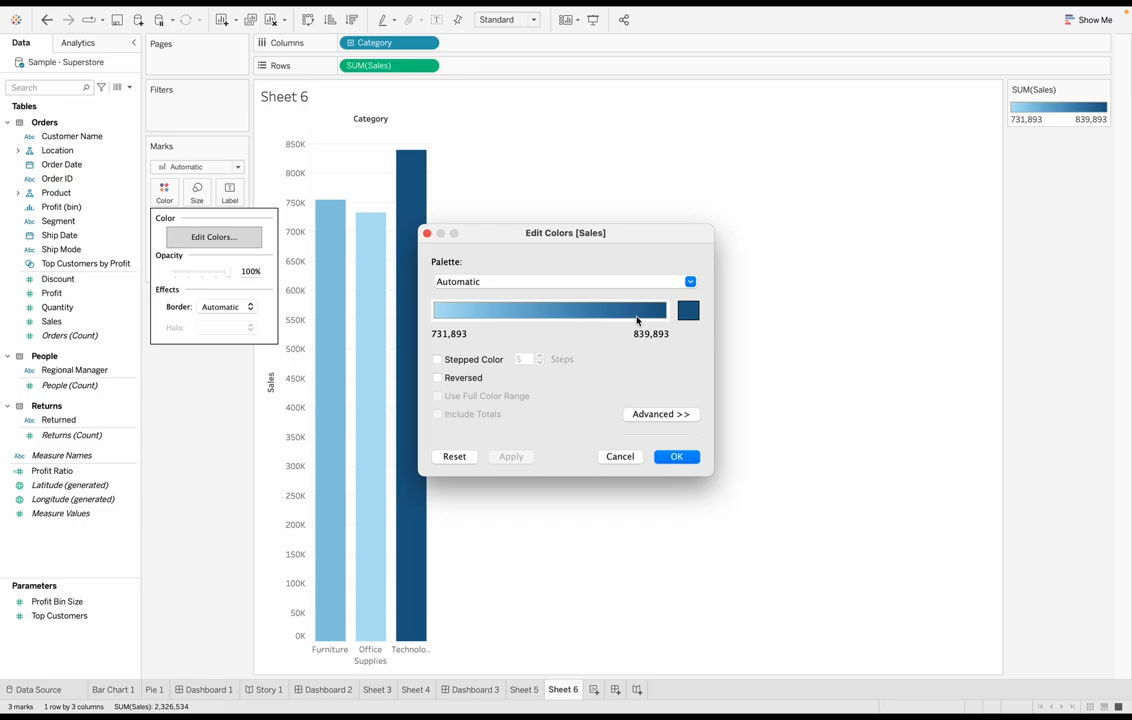 Standard
Show Me
Data
Analytics
Sample - Superstore
Search
Tables
Orders
Abc Customer Name
Location
Order Date
Abc Order ID
Product
Profit (bin)
Abc Segment
Ship Date
Abc Ship Mode
Top Customers by Profit
# Discount
# Profit
# Quantity
# Sales
# Orders (Count)
People
Abc Regional Manager
# People (Count)
Returns
Abc Returned
# Returns (Count)
Abc Measure Names
=# Profit Ratio
Latitude (generated)
Longitude (generated)
# Measure Values
Parameters
# Profit Bin Size
# Top Customers
Pages
Filters
Marks
Automatic
Color
Size
Label
Color
Edit Colors...
Opacity
100%
Effects
Border: Automatic
Halo:
Columns
Category
Rows
SUM(Sales)
Sheet 6
Category
850K
800K
750K
700K
650K
600K
550K
500K
450K
400K
350K
300K
250K
200K
150K
100K
50K
0K
Sales
Furniture
Office
Supplies
Technolo..
Edit Colors [Sales]
Palette:
Automatic
731,893
839,893
Stepped Color
5
Steps
Reversed
Use Full Color Range
Include Totals
Advanced >>
Reset
Apply
Cancel
OK
SUM(Sales)
731,893
839,893
Data Source
Bar Chart 1
Pie 1
Dashboard 1
Story 1
Dashboard 2
Sheet 3
Sheet 4
Dashboard 3
Sheet 5
Sheet 6
3 marks
1 row by 3 columns
SUM(Sales): 2,326,534